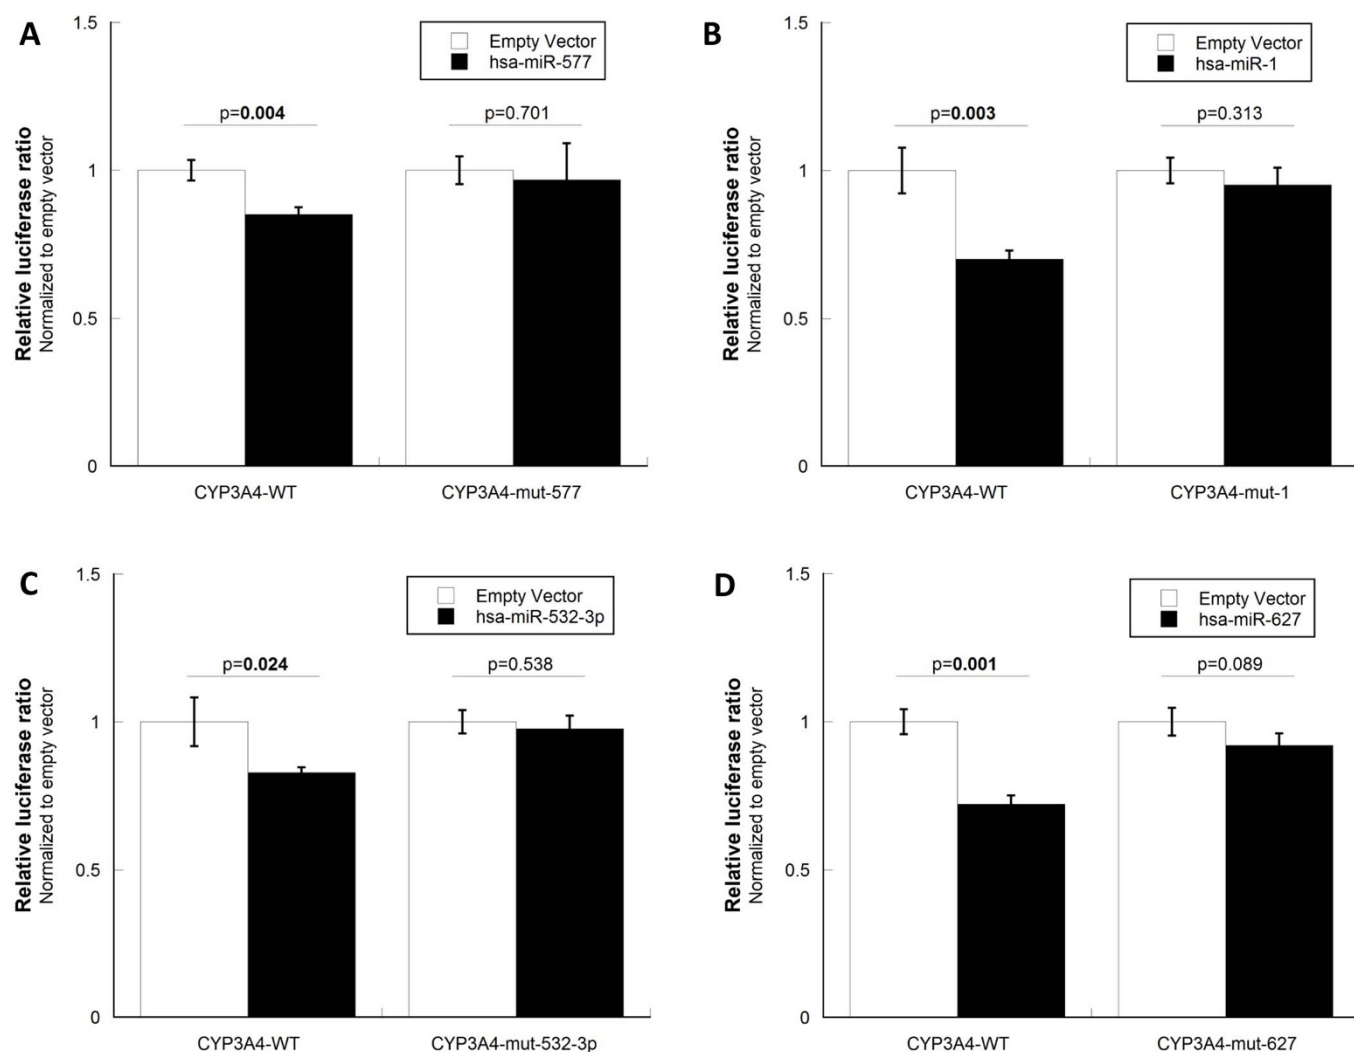 A
1.5
Empty Vector
hsa-miR-577
p=0.004
p=0.701
1
0.5
0
Relative luciferase ratio
Normalized to empty vector
CYP3A4-WT
CYP3A4-mut-577
B
1.5
Empty Vector
hsa-miR-1
p=0.003
p=0.313
1
0.5
0
Relative luciferase ratio
Normalized to empty vector
CYP3A4-WT
CYP3A4-mut-1
C
1.5
Empty Vector
hsa-miR-532-3p
p=0.024
p=0.538
1
0.5
0
Relative luciferase ratio
Normalized to empty vector
CYP3A4-WT
CYP3A4-mut-532-3p
D
1.5
Empty Vector
hsa-miR-627
p=0.001
p=0.089
1
0.5
0
Relative luciferase ratio
Normalized to empty vector
CYP3A4-WT
CYP3A4-mut-627